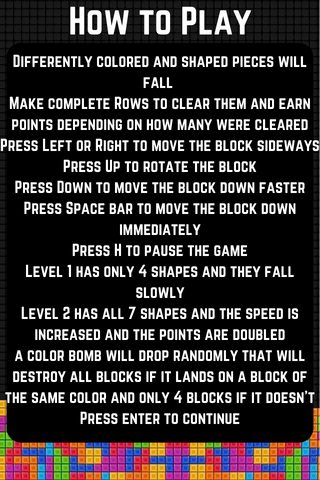 How to Play
Differently colored and shaped pieces will
fall
Make complete Rows to clear them and earn
points depending on how many were cleared
Press Left or Right to move the block sideways
Press Up to rotate the block
Press Down to move the block down faster
Press Space bar to move the block down
immediately
Press H to pause the game
Level 1 has only 4 shapes and they fall
slowly
Level 2 has all 7 shapes and the speed is
increased and the points are doubled
a color bomb will drop randomly that will
destroy all blocks if it lands on a block of
the same color and only 4 blocks if it doesn't
Press enter to continue